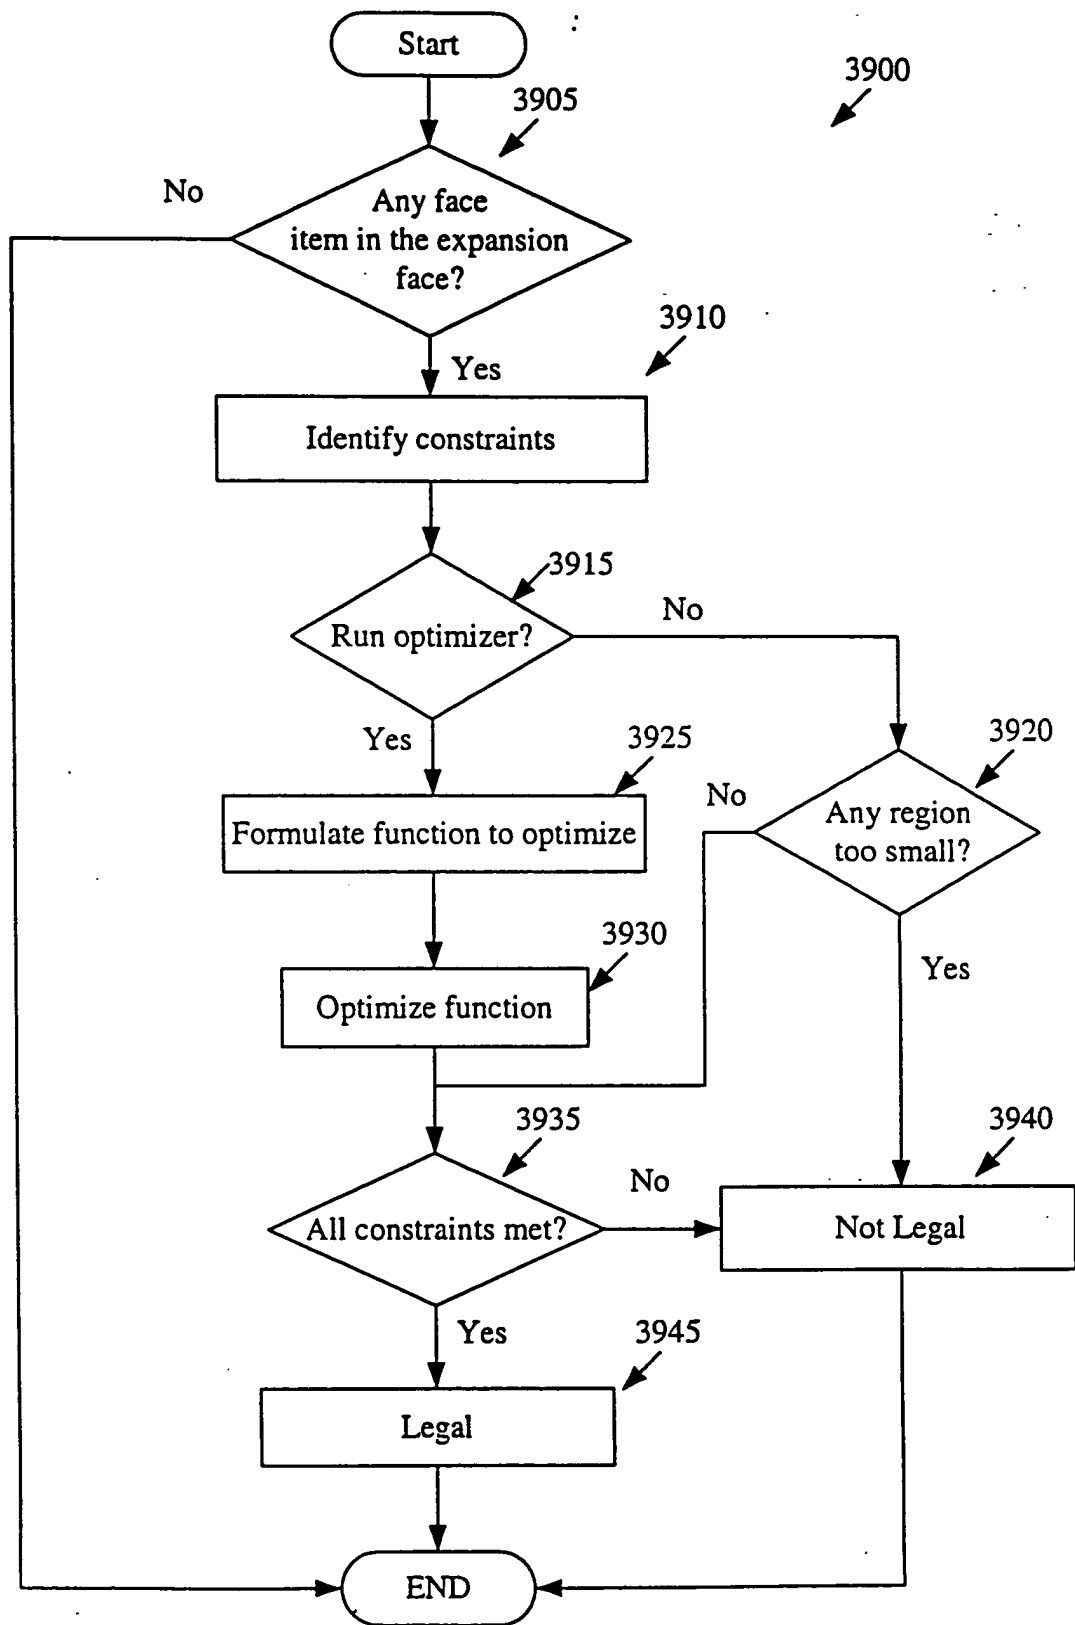 Start
3900
3905
No
Any face
item in the expansion
face?
3910
Yes
Identify constraints
3915
No
Run optimizer?
Yes
3925
3920
No
Any region
too small?
Formulate function to optimize
3930
Yes
Optimize function
3935
3940
No
All constraints met?
Not Legal
Yes
3945
Legal
END